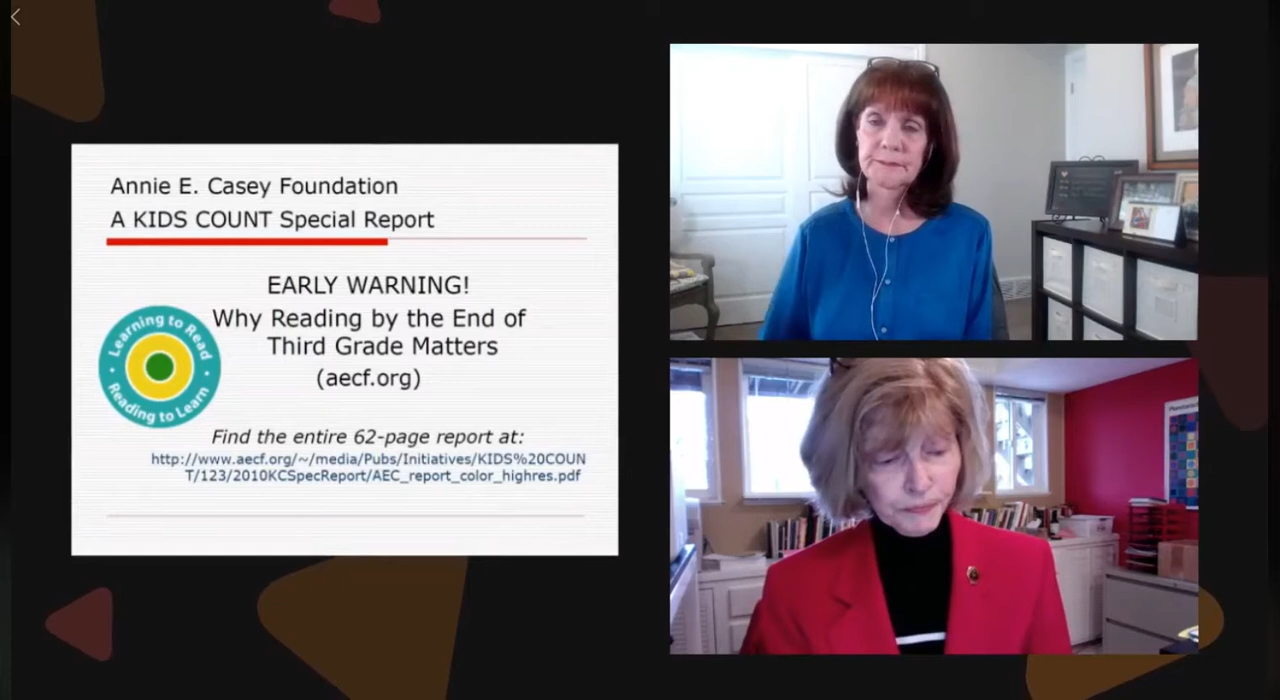 Annie E. Casey Foundation
A KIDS COUNT Special Report
EARLY WARNING!
Why Reading by the End of
Third Grade Matters
(aecf.org)
Learning to Read
Reading to Learn
Find the entire 62-page report at:
http://www.aecf.org/~/media/Pubs/Initiatives/KIDS%20COUN
T/123/2010KCSpecReport/AEC_report_color_highres.pdf